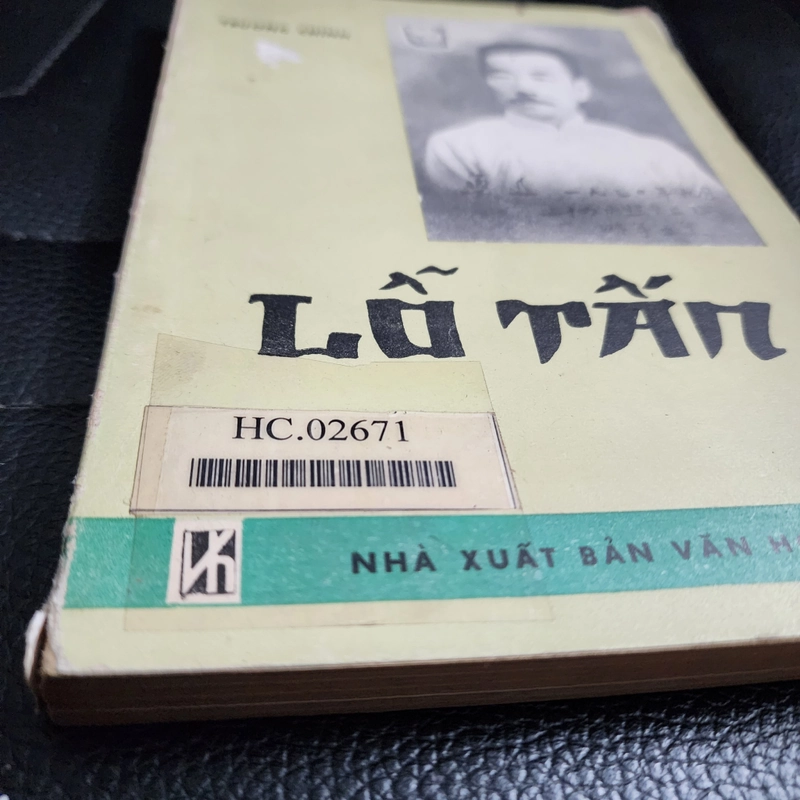 LỖ TẤN
HC.02671
NHÀ XUẤT BẢN VĂN